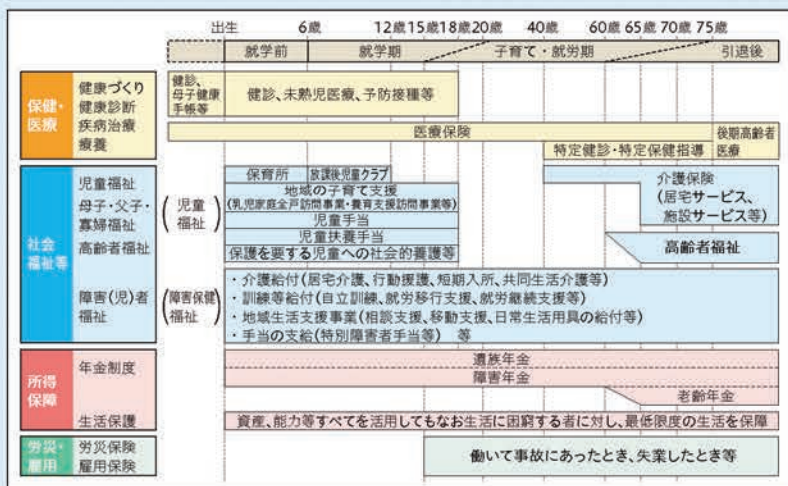 出生 6歳 12歳 15歳 18歳 20歳 40歳 60歳 65歳 70歳 75歳
就学前 就学期 子育て・就労期 引退後
保健・
医療
健康づくり
健康診断
疾病治療
療養
健診、
母子健康
手帳等
健診、未熟児医療、予防接種等
医療保険
特定健診・特定保健指導
後期高齢者
医療
社会
福祉等
児童福祉
母子・父子・
寡婦福祉
高齢者福祉
障害(児)者
福祉
(児童
福祉)
保育所 放課後児童クラブ
地域の子育て支援
(乳児家庭全戸訪問事業・養育支援訪問事業等)
児童手当
児童扶養手当
保護を要する児童への社会的養護等
介護保険
(居宅サービス、
施設サービス等)
高齢者福祉
(障害保健
福祉)
・介護給付(居宅介護、行動援護、短期入所、共同生活介護等)
・訓練等給付(自立訓練、就労移行支援、就労継続支援等)
・地域生活支援事業(相談支援、移動支援、日常生活用具の給付等)
・手当の支給(特別障害者手当等) 等
所得
保障
年金制度
生活保護
遺族年金
障害年金
老齢年金
資産、能力等すべてを活用してもなお生活に困窮する者に対し、最低限度の生活を保障
労災・
雇用
労災保険
雇用保険
働いて事故にあったとき、失業したとき等